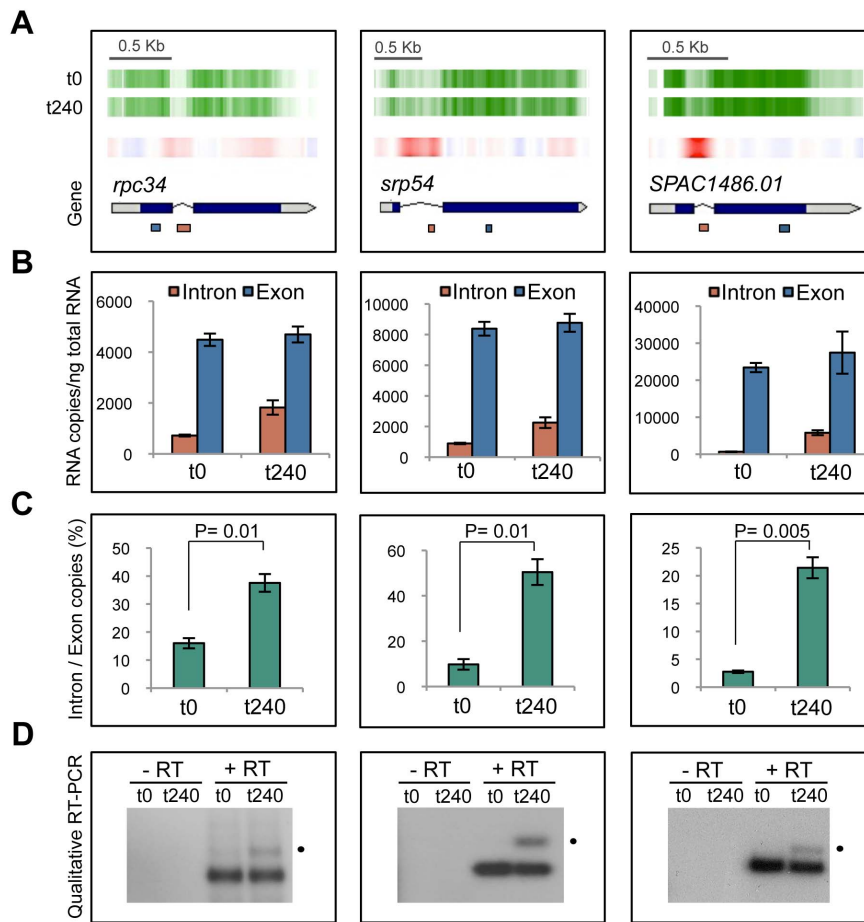 A
0.5 Kb
0.5 Kb
0.5 Kb
t0
t240
Gene
rpc34
srp54
SPAC1486.01
B
RNA copies/ng total RNA
Intron Exon
6000
4000
2000
0
t0 t240
Intron Exon
10000
8000
6000
4000
2000
0
t0 t240
Intron Exon
40000
30000
20000
10000
0
t0 t240
C
Intron / Exon copies (%)
P= 0.01
50
40
30
20
10
0
t0 t240
P= 0.01
60
40
20
0
t0 t240
P= 0.005
25
20
15
10
5
0
t0 t240
D
Qualitative RT-PCR
- RT + RT
t0 t240 t0 t240
- RT + RT
t0 t240 t0 t240
- RT + RT
t0 t240 t0 t240